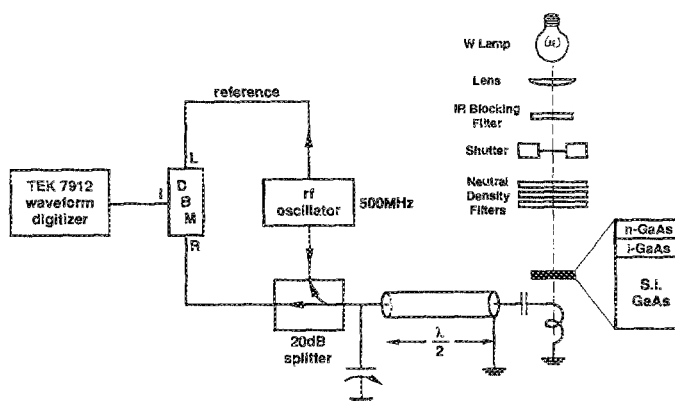 W Lamp
Lens
IR Blocking
Filter
Shutter
Neutral
Density
Filters
n-GaAs
i-GaAs
S.I.
GaAs
reference
L
TEK 7912
waveform
digitizer
I
D
B
M
R
rf
oscillator
500MHz
20dB
splitter
λ
2